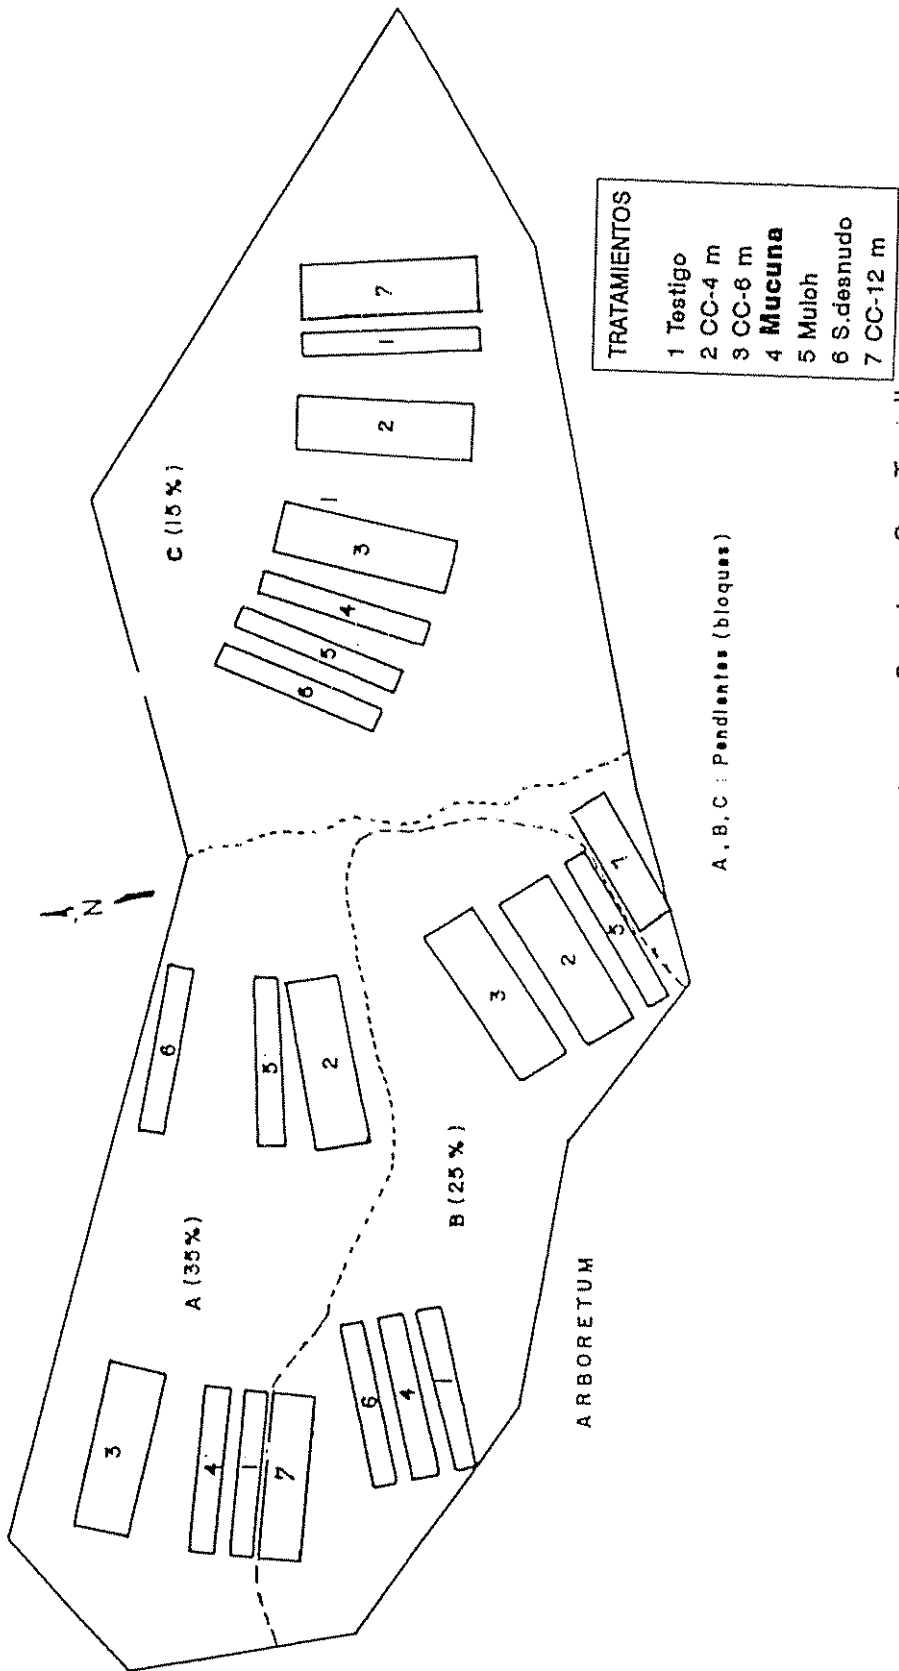 N
A (35%)
3
4
1
7
6
5
2
B (25%)
6
4
1
3
2
5
7
C (15%)
6
5
4
3
1
2
1
7
ARBORETUM
A, B, C : Pendientes (bloques)
TRATAMIENTOS
1 Testigo
2 CC-4 m
3 CC-6 m
4 Mucuna
5 Mulch
6 S.desnudo
7 CC-12 m